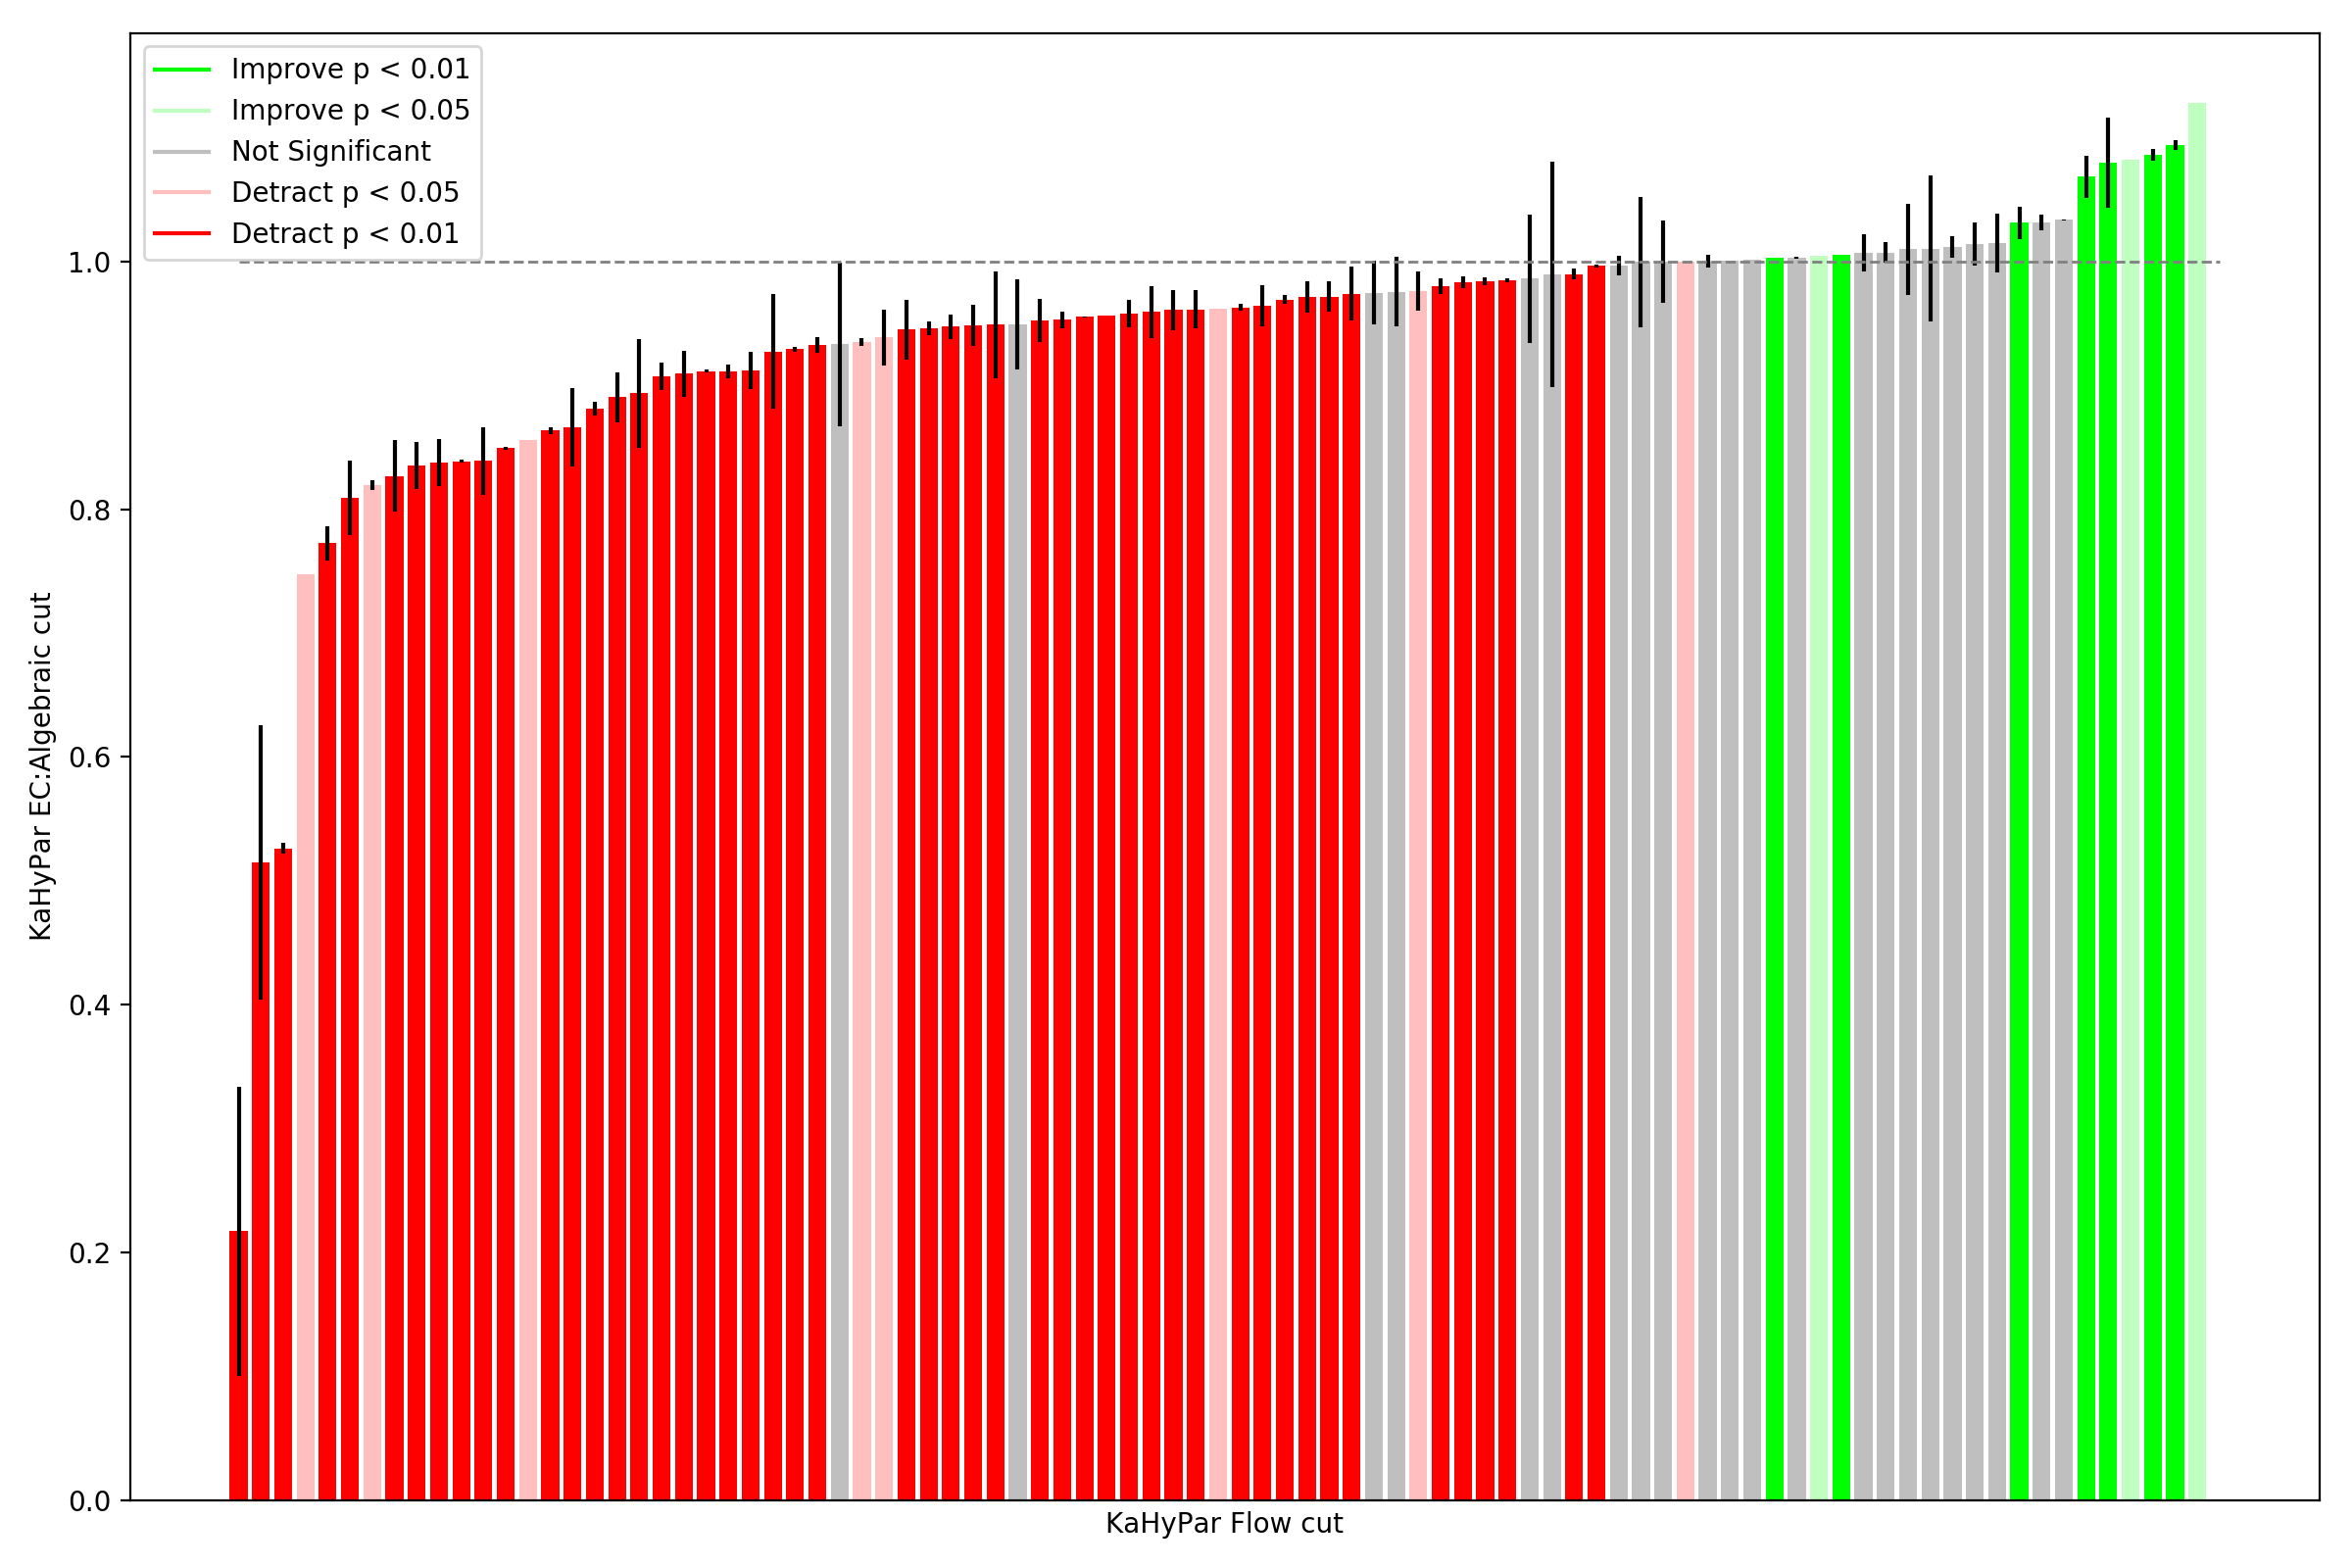 Improve p < 0.01
Improve p < 0.05
Not Significant
Detract p < 0.05
Detract p < 0.01
1.0
0.8
0.6
0.4
0.2
0.0
KaHyPar EC:Algebraic cut
KaHyPar Flow cut